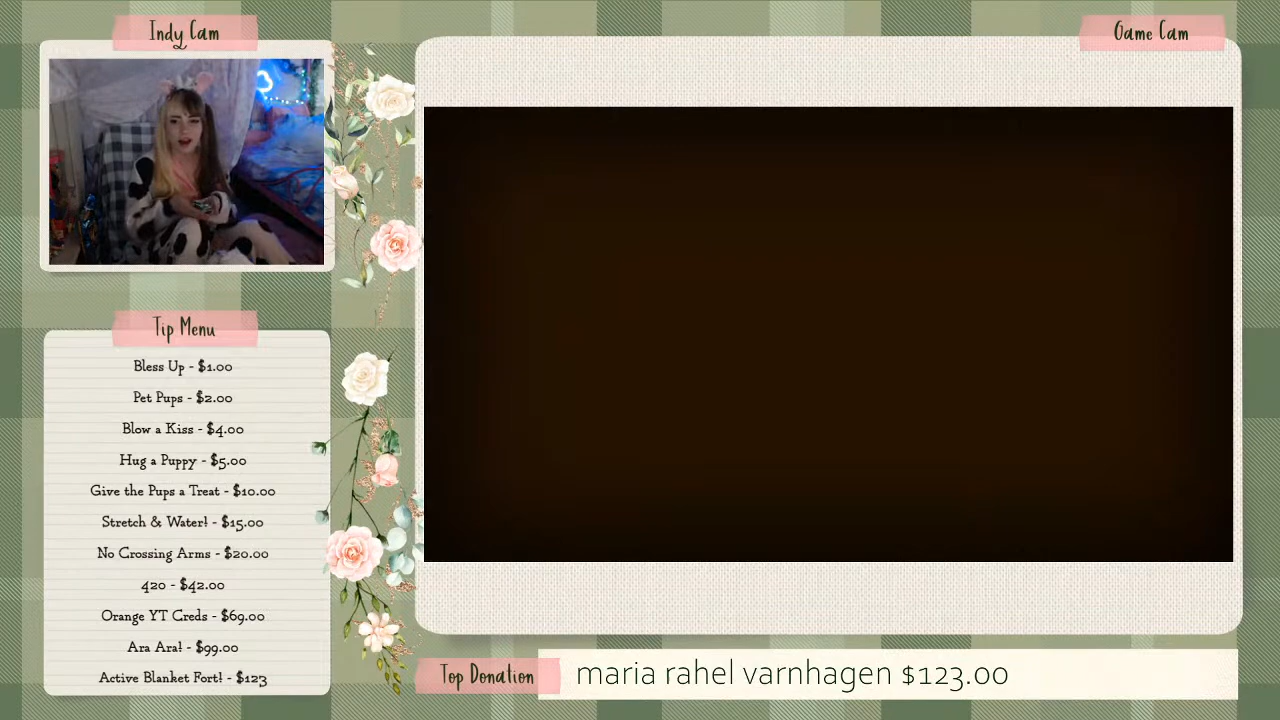 Indy Cam
Game Cam
Tip Menu
Bless Up - $1.00
Pet Pups - $2.00
Blow a Kiss - $4.00
Hug a Puppy - $5.00
Give the Pups a Treat - $10.00
Stretch & Water! - $15.00
No Crossing Arms - $20.00
420 - $42.00
Orange YT Creds - $69.00
Ara Ara! - $99.00
Active Blanket Fort! - $123
Top Donation
maria rahel varnhagen $123.00